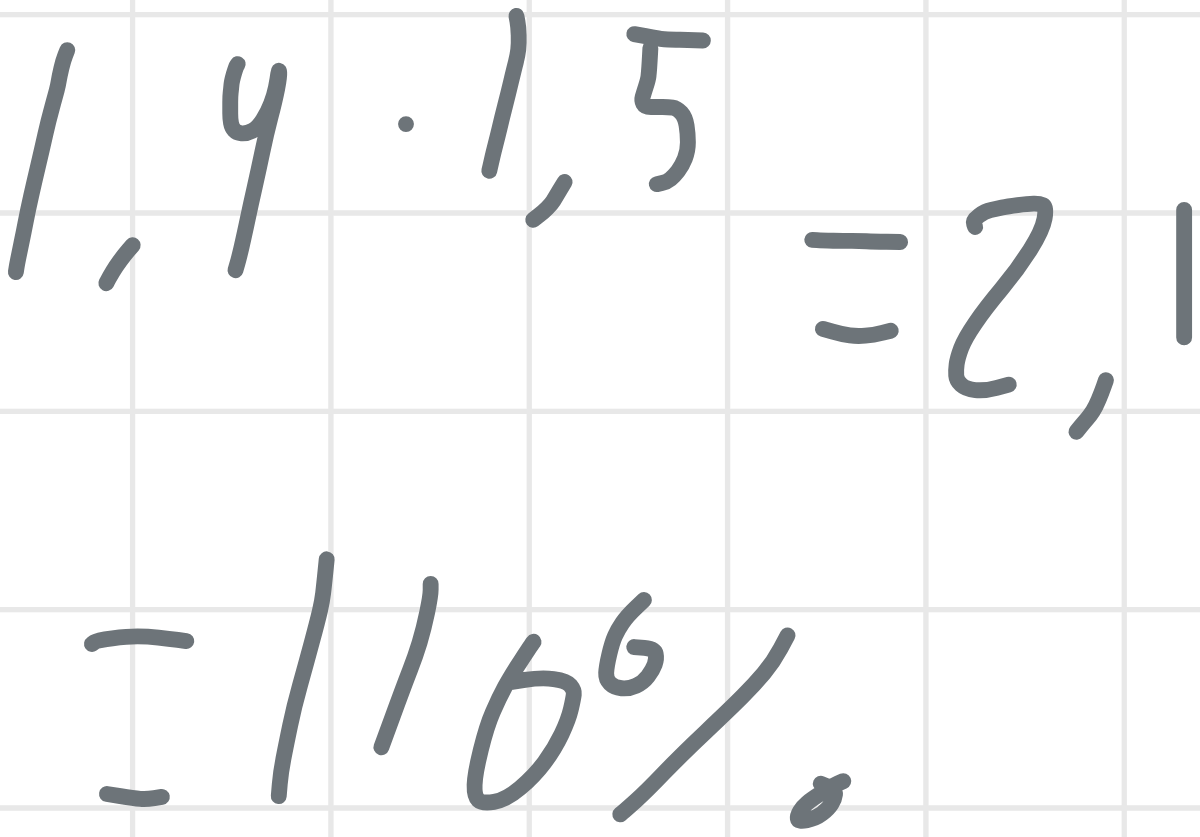 1,4 · 1,5 = 2,1
= 110%